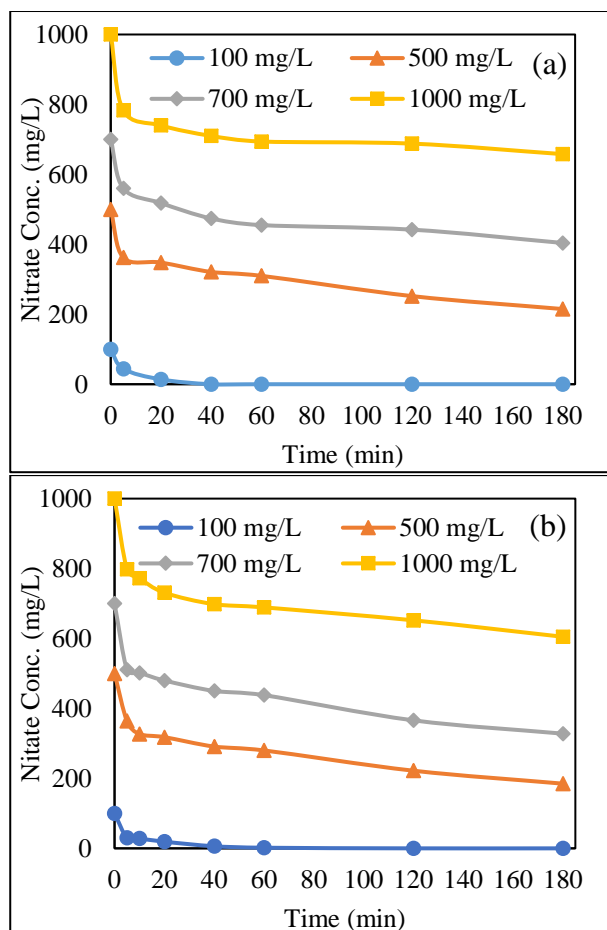 1000
800
600
400
200
0
Nitrate Conc. (mg/L)
100 mg/L
500 mg/L
700 mg/L
1000 mg/L
(a)
0 20 40 60 80 100 120 140 160 180
Time (min)
1000
800
600
400
200
0
Nitate Conc. (mg/L)
100 mg/L
500 mg/L
700 mg/L
1000 mg/L
(b)
0 20 40 60 80 100 120 140 160 180
Time (min)